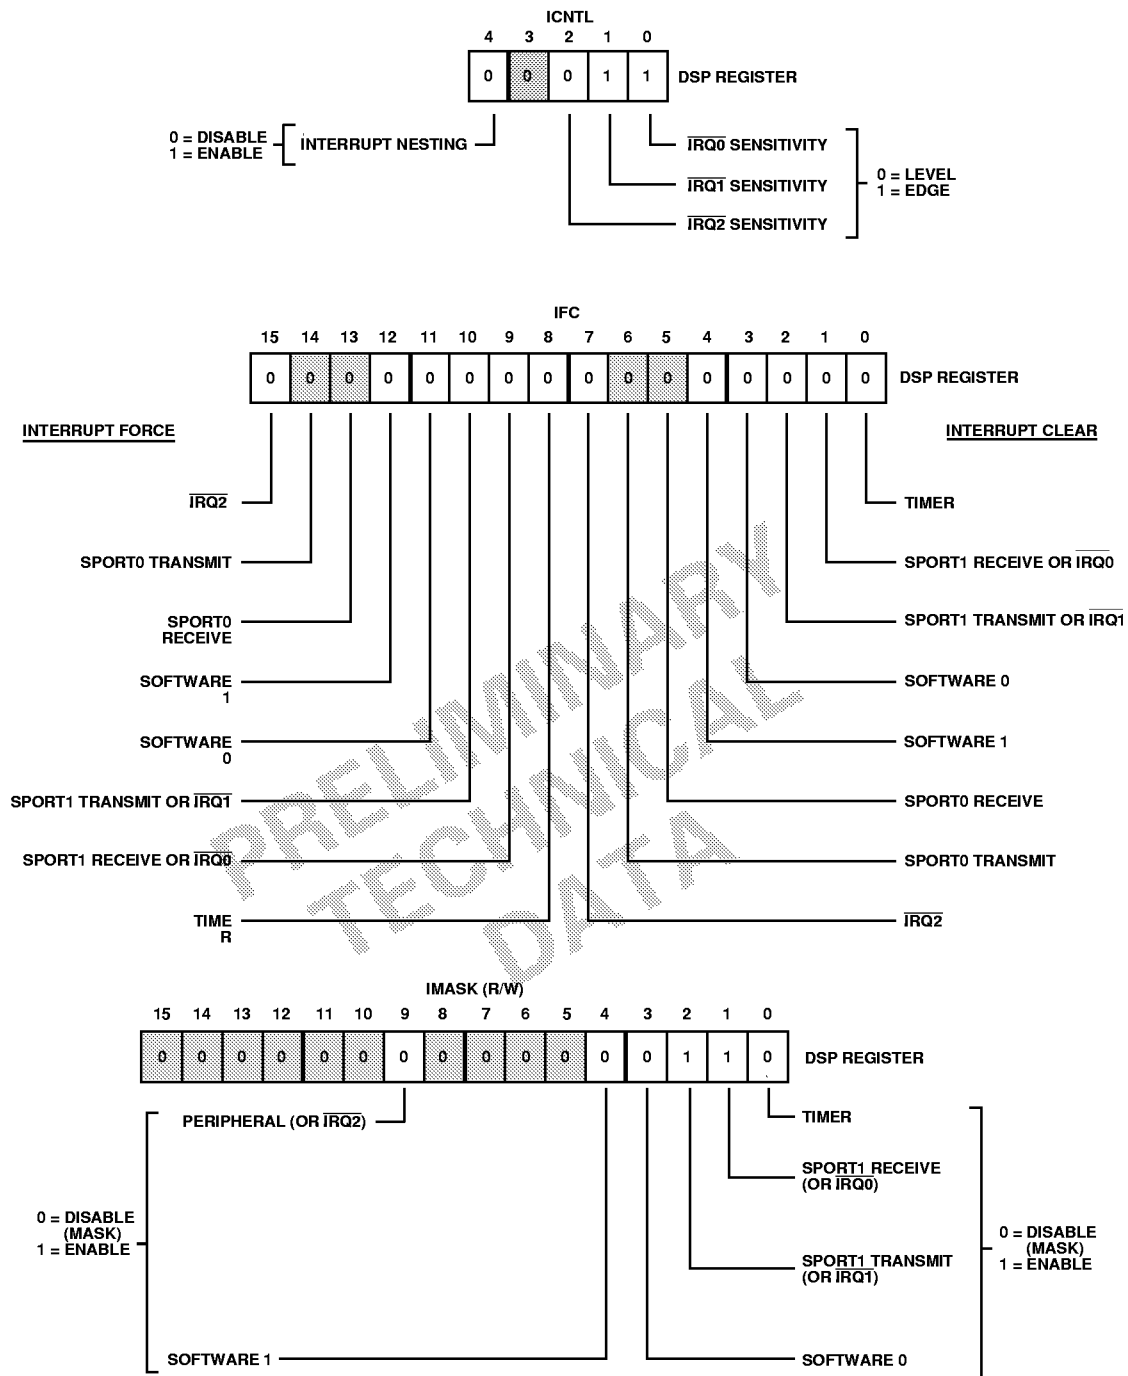 ICNTL
4 3 2 1 0
0 0 0 1 1 DSP REGISTER
0 = DISABLE
1 = ENABLE
INTERRUPT NESTING
IRQ0 SENSITIVITY
IRQ1 SENSITIVITY
IRQ2 SENSITIVITY
0 = LEVEL
1 = EDGE
IFC
15 14 13 12 11 10 9 8 7 6 5 4 3 2 1 0
0 0 0 0 0 0 0 0 0 0 0 0 0 0 0 0 DSP REGISTER
INTERRUPT FORCE
INTERRUPT CLEAR
IRQ2
TIMER
SPORT0 TRANSMIT
SPORT1 RECEIVE OR IRQ0
SPORT0
RECEIVE
SPORT1 TRANSMIT OR IRQ1
SOFTWARE
1
SOFTWARE 0
SOFTWARE
0
SOFTWARE 1
SPORT1 TRANSMIT OR IRQ1
SPORT0 RECEIVE
SPORT1 RECEIVE OR IRQ0
SPORT0 TRANSMIT
TIME
R
IRQ2
PRELIMINARY
TECHNICAL
DATA
IMASK (R/W)
15 14 13 12 11 10 9 8 7 6 5 4 3 2 1 0
0 0 0 0 0 0 0 0 0 0 0 0 0 1 1 0 DSP REGISTER
PERIPHERAL (OR IRQ2)
TIMER
SPORT1 RECEIVE
(OR IRQ0)
0 = DISABLE
(MASK)
1 = ENABLE
SPORT1 TRANSMIT
(OR IRQ1)
0 = DISABLE
(MASK)
1 = ENABLE
SOFTWARE 1
SOFTWARE 0